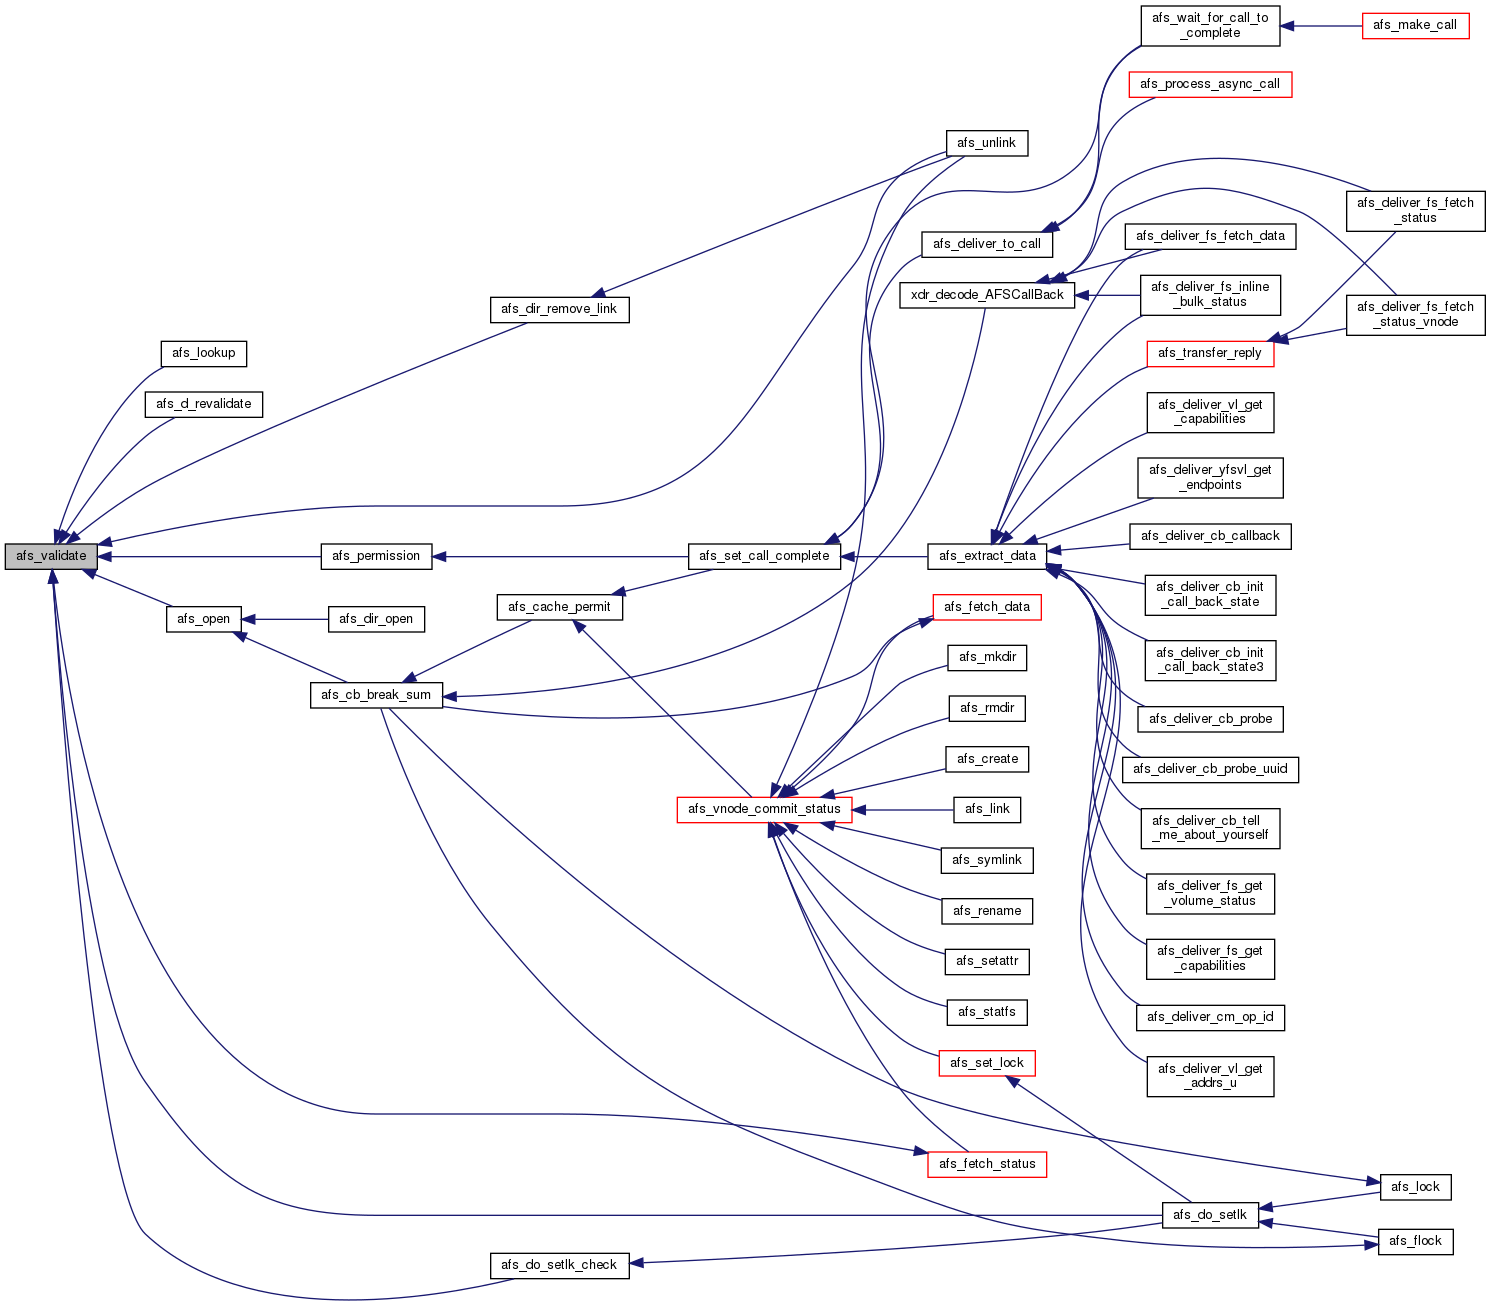 afs_wait_for_call_to
_complete
afs_make_call
afs_process_async_call
afs_unlink
afs_deliver_fs_fetch
_status
afs_deliver_fs_fetch_data
afs_deliver_to_call
afs_deliver_fs_inline
_bulk_status
xdr_decode_AFSCallBack
afs_dir_remove_link
afs_deliver_fs_fetch
_status_vnode
afs_lookup
afs_transfer_reply
afs_d_revalidate
afs_deliver_vl_get
_capabilities
afs_deliver_yfsvl_get
_endpoints
afs_deliver_cb_callback
afs_validate
afs_permission
afs_set_call_complete
afs_extract_data
afs_deliver_cb_init
_call_back_state
afs_cache_permit
afs_fetch_data
afs_open
afs_dir_open
afs_mkdir
afs_deliver_cb_init
_call_back_state3
afs_cb_break_sum
afs_rmdir
afs_deliver_cb_probe
afs_create
afs_deliver_cb_probe_uuid
afs_vnode_commit_status
afs_link
afs_deliver_cb_tell
_me_about_yourself
afs_symlink
afs_deliver_fs_get
_volume_status
afs_rename
afs_setattr
afs_deliver_fs_get
_capabilities
afs_statfs
afs_deliver_cm_op_id
afs_set_lock
afs_deliver_vl_get
_addrs_u
afs_fetch_status
afs_lock
afs_do_setlk
afs_flock
afs_do_setlk_check